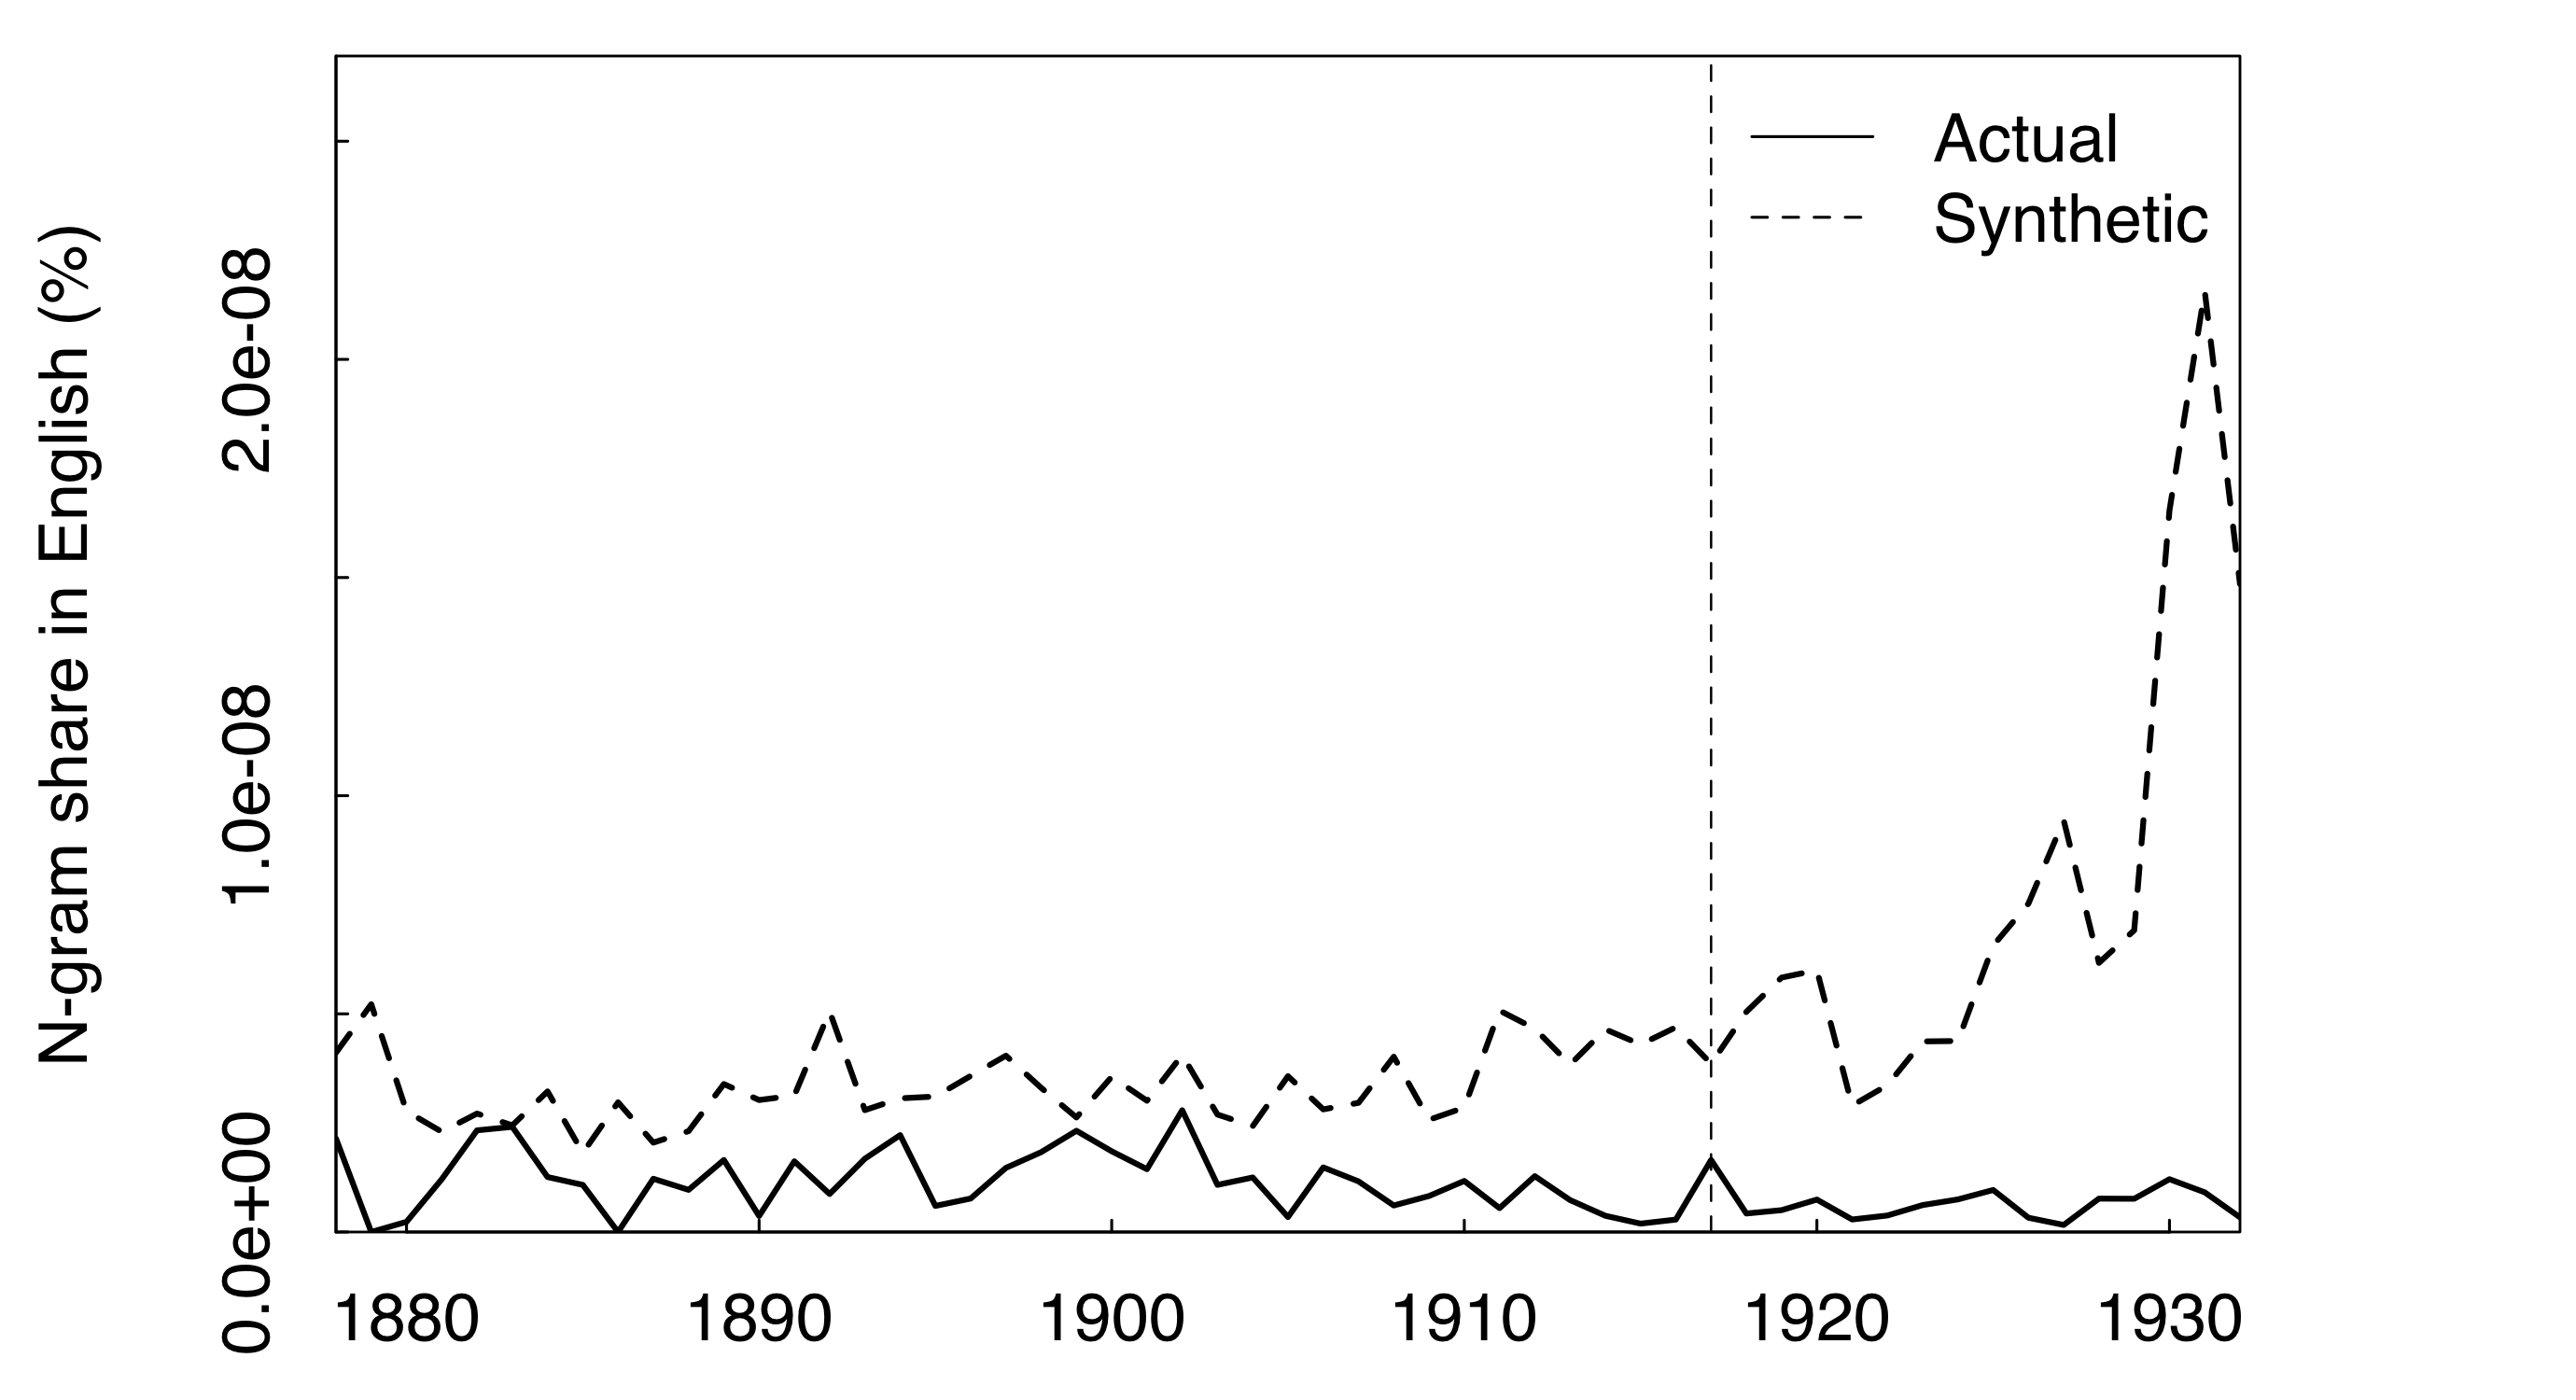 N-gram share in English (%)
2.0e-08
1.0e-08
0.0e+00
Actual
Synthetic
1880 1890 1900 1910 1920 1930